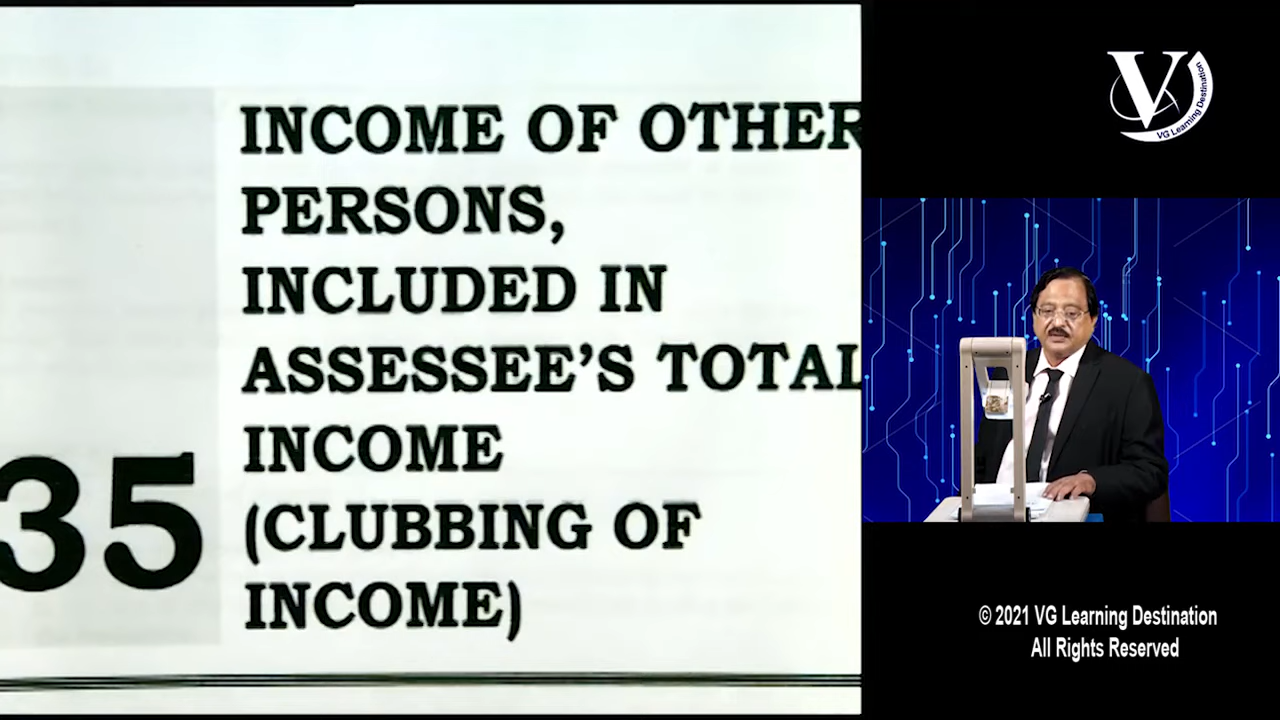 35
INCOME OF OTHER
PERSONS,
INCLUDED IN
ASSESSEE'S TOTAL
INCOME
(CLUBBING OF
INCOME)
V
VG Learning Destination
© 2021 VG Learning Destination
All Rights Reserved